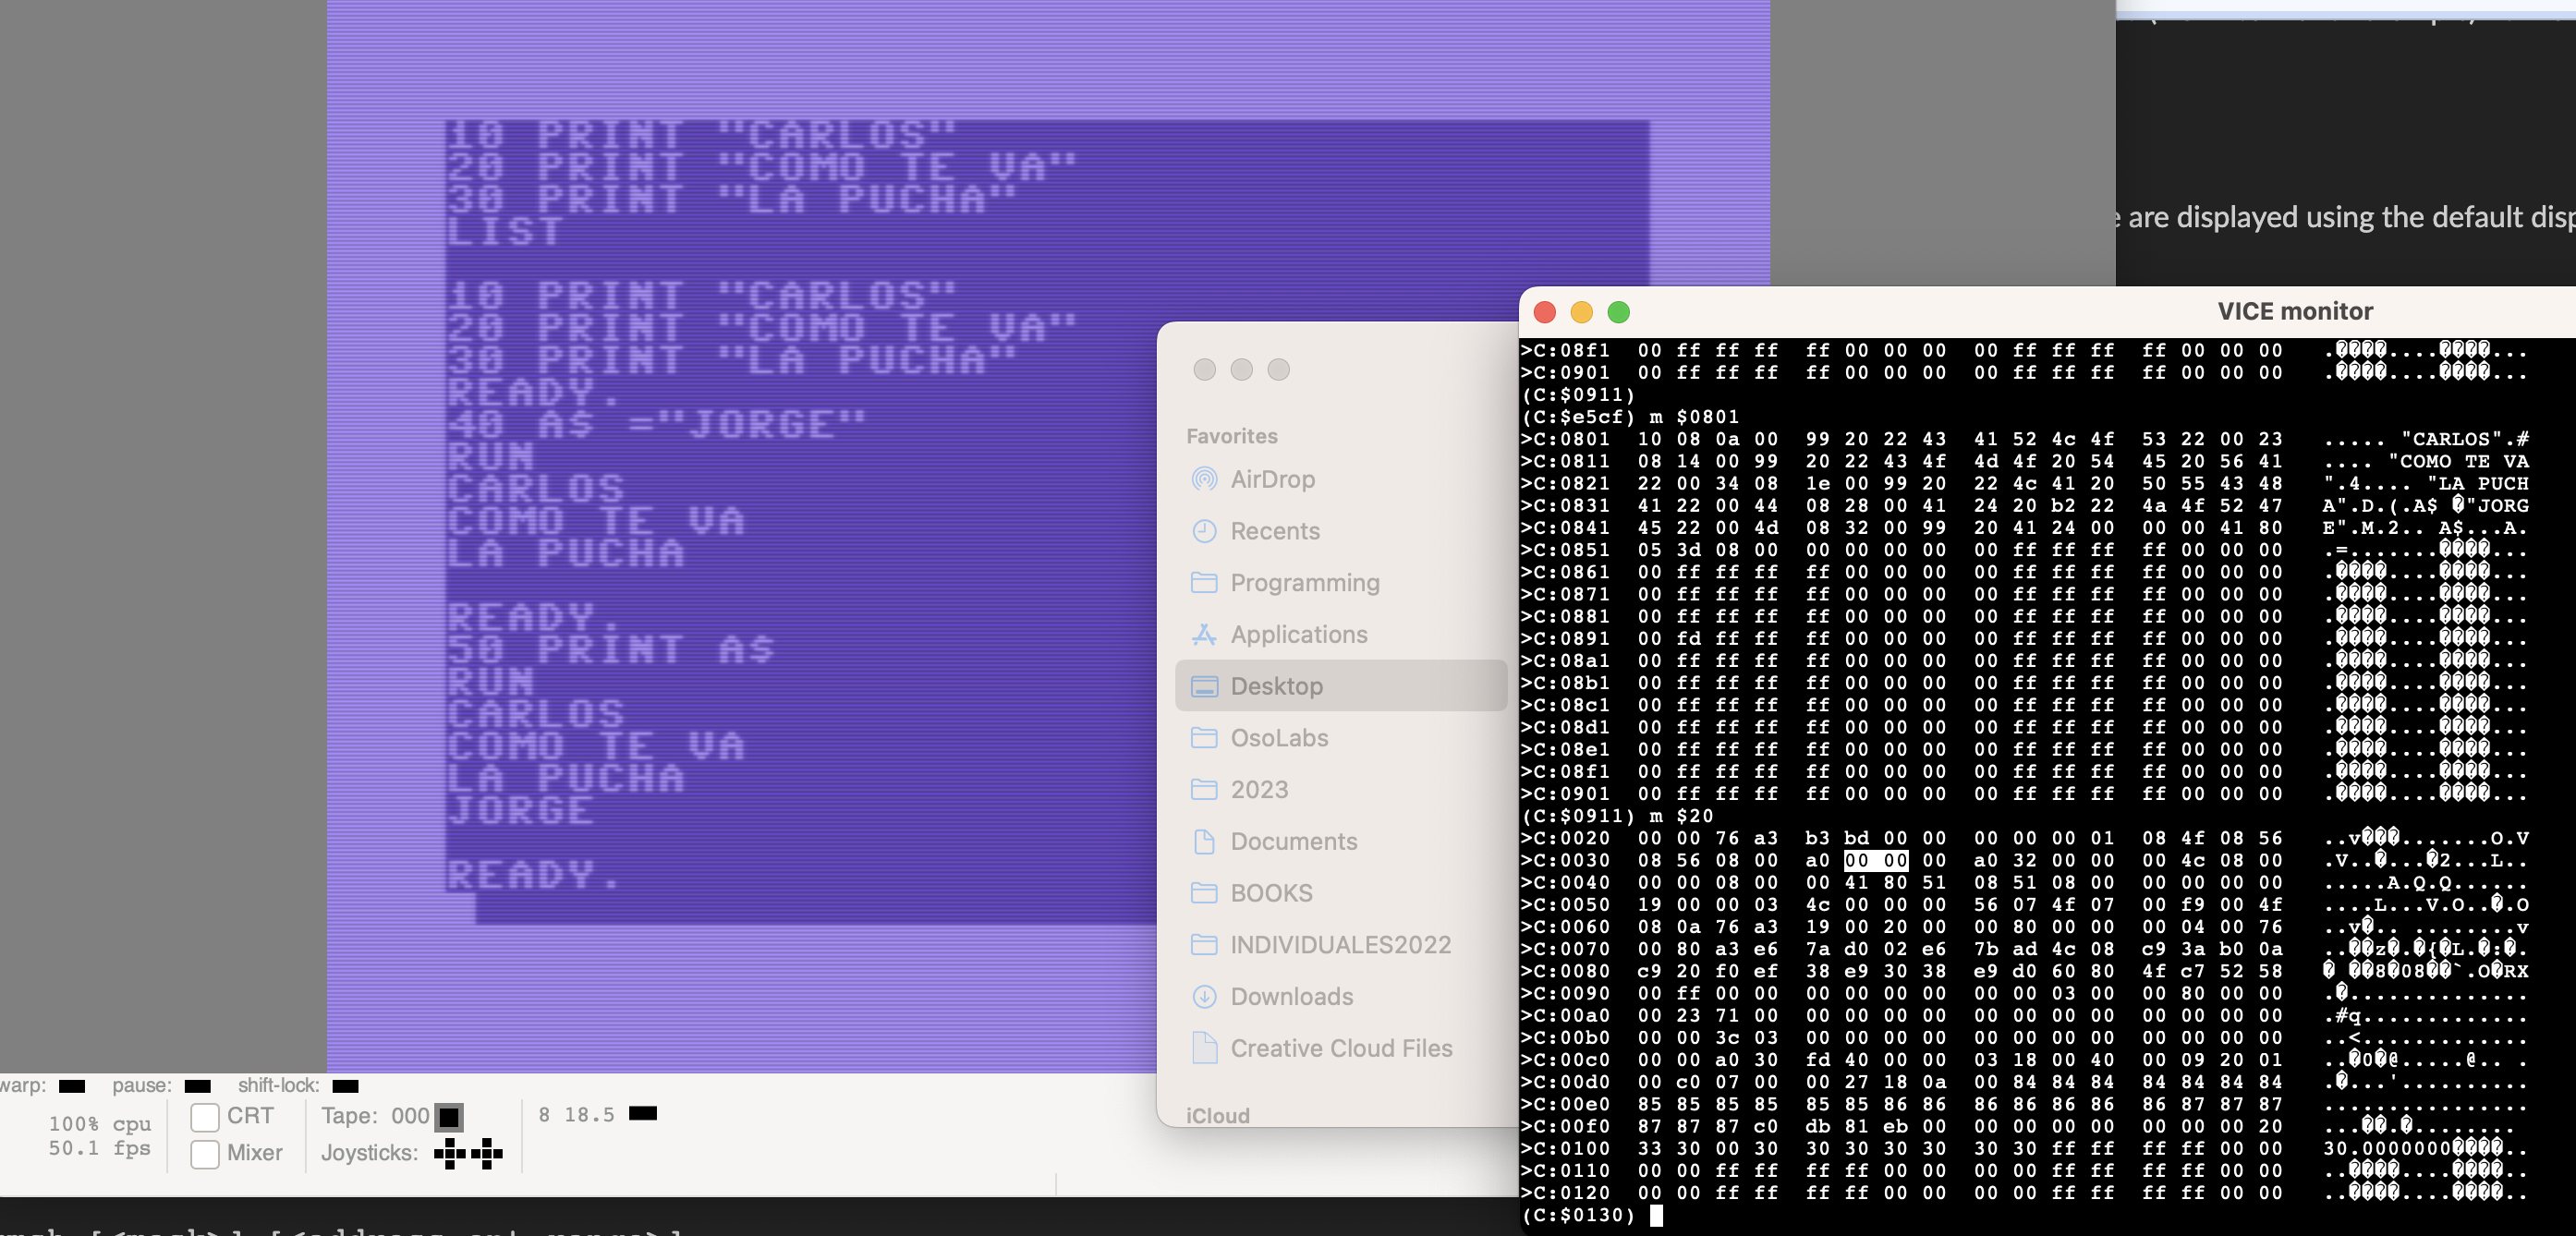 10 PRINT "CARLOS"
20 PRINT "COMO TE VA"
30 PRINT "LA PUCHA"
LIST
10 PRINT "CARLOS"
20 PRINT "COMO TE VA"
30 PRINT "LA PUCHA"
READY.
40 A$ ="JORGE"
RUN
CARLOS
COMO TE VA
LA PUCHA
READY.
50 PRINT A$
RUN
CARLOS
COMO TE VA
LA PUCHA
JORGE
READY.
warp: pause: shift-lock:
100% cpu
50.1 fps
CRT
Mixer
Tape: 000
Joysticks:
8 18.5
Favorites
AirDrop
Recents
Programming
Applications
Desktop
OsoLabs
2023
Documents
BOOKS
INDIVIDUALES2022
Downloads
Creative Cloud Files
iCloud
e are displayed using the default disp
VICE monitor
>C:08f1 00 ff ff ff ff 00 00 00 00 ff ff ff ff 00 00 00 .����....����...
>C:0901 00 ff ff ff ff 00 00 00 00 ff ff ff ff 00 00 00 .����....����...
(C:$0911)
(C:$e5cf) m $0801
>C:0801 10 08 0a 00 99 20 22 43 41 52 4c 4f 53 22 00 23 ..... "CARLOS".#
>C:0811 08 14 00 99 20 22 43 4f 4d 4f 20 54 45 20 56 41 .... "COMO TE VA
>C:0821 22 00 34 08 1e 00 99 20 22 4c 41 20 50 55 43 48 ".4.... "LA PUCH
>C:0831 41 22 00 44 08 28 00 41 24 20 b2 22 4a 4f 52 47 A".D.(.A$ �"JORG
>C:0841 45 22 00 4d 08 32 00 99 20 41 24 00 00 00 41 80 E".M.2.. A$...A.
>C:0851 05 3d 08 00 00 00 00 00 00 ff ff ff ff 00 00 00 .=.......����...
>C:0861 00 ff ff ff ff 00 00 00 00 ff ff ff ff 00 00 00 .����....����...
>C:0871 00 ff ff ff ff 00 00 00 00 ff ff ff ff 00 00 00 .����....����...
>C:0881 00 ff ff ff ff 00 00 00 00 ff ff ff ff 00 00 00 .����....����...
>C:0891 00 fd ff ff ff 00 00 00 00 ff ff ff ff 00 00 00 .����....����...
>C:08a1 00 ff ff ff ff 00 00 00 00 ff ff ff ff 00 00 00 .����....����...
>C:08b1 00 ff ff ff ff 00 00 00 00 ff ff ff ff 00 00 00 .����....����...
>C:08c1 00 ff ff ff ff 00 00 00 00 ff ff ff ff 00 00 00 .����....����...
>C:08d1 00 ff ff ff ff 00 00 00 00 ff ff ff ff 00 00 00 .����....����...
>C:08e1 00 ff ff ff ff 00 00 00 00 ff ff ff ff 00 00 00 .����....����...
>C:08f1 00 ff ff ff ff 00 00 00 00 ff ff ff ff 00 00 00 .����....����...
>C:0901 00 ff ff ff ff 00 00 00 00 ff ff ff ff 00 00 00 .����....����...
(C:$0911) m $20
>C:0020 00 00 76 a3 b3 bd 00 00 00 00 00 01 08 4f 08 56 ..v���.......O.V
>C:0030 08 56 08 00 a0 00 00 00 a0 32 00 00 00 4c 08 00 .V..�...�2...L..
>C:0040 00 00 08 00 00 41 80 51 08 51 08 00 00 00 00 00 .....A.Q.Q......
>C:0050 19 00 00 03 4c 00 00 00 56 07 4f 07 00 f9 00 4f ....L...V.O..�.O
>C:0060 08 0a 76 a3 19 00 20 00 00 80 00 00 00 04 00 76 ..v�.. ........v
>C:0070 00 80 a3 e6 7a d0 02 e6 7b ad 4c 08 c9 3a b0 0a ..��z�.�{�L.�:�.
>C:0080 c9 20 f0 ef 38 e9 30 38 e9 d0 60 80 4f c7 52 58 � ��8�08��`.O�RX
>C:0090 00 ff 00 00 00 00 00 00 00 00 00 03 00 00 80 00 00 .�..............
>C:00a0 00 23 71 00 00 00 00 00 00 00 00 00 00 00 00 00 .#q.............
>C:00b0 00 00 3c 03 00 00 00 00 00 00 00 00 00 00 00 00 ..<.............
>C:00c0 00 00 a0 30 fd 40 00 00 03 18 00 40 00 09 20 01 ..�0�@.....@.. .
>C:00d0 00 c0 07 00 00 27 18 0a 00 84 84 84 84 84 84 84 .�...'..........
>C:00e0 85 85 85 85 85 85 86 86 86 86 86 86 86 87 87 87 ................
>C:00f0 87 87 87 c0 db 81 eb 00 00 00 00 00 00 00 00 20 ...��.�........
>C:0100 33 30 00 30 30 30 30 30 30 30 ff ff ff ff 00 00 30.0000000����..
>C:0110 00 00 ff ff ff ff 00 00 00 00 ff ff ff ff 00 00 ..����....����..
>C:0120 00 00 ff ff ff ff 00 00 00 00 ff ff ff ff 00 00 ..����....����..
(C:$0130)